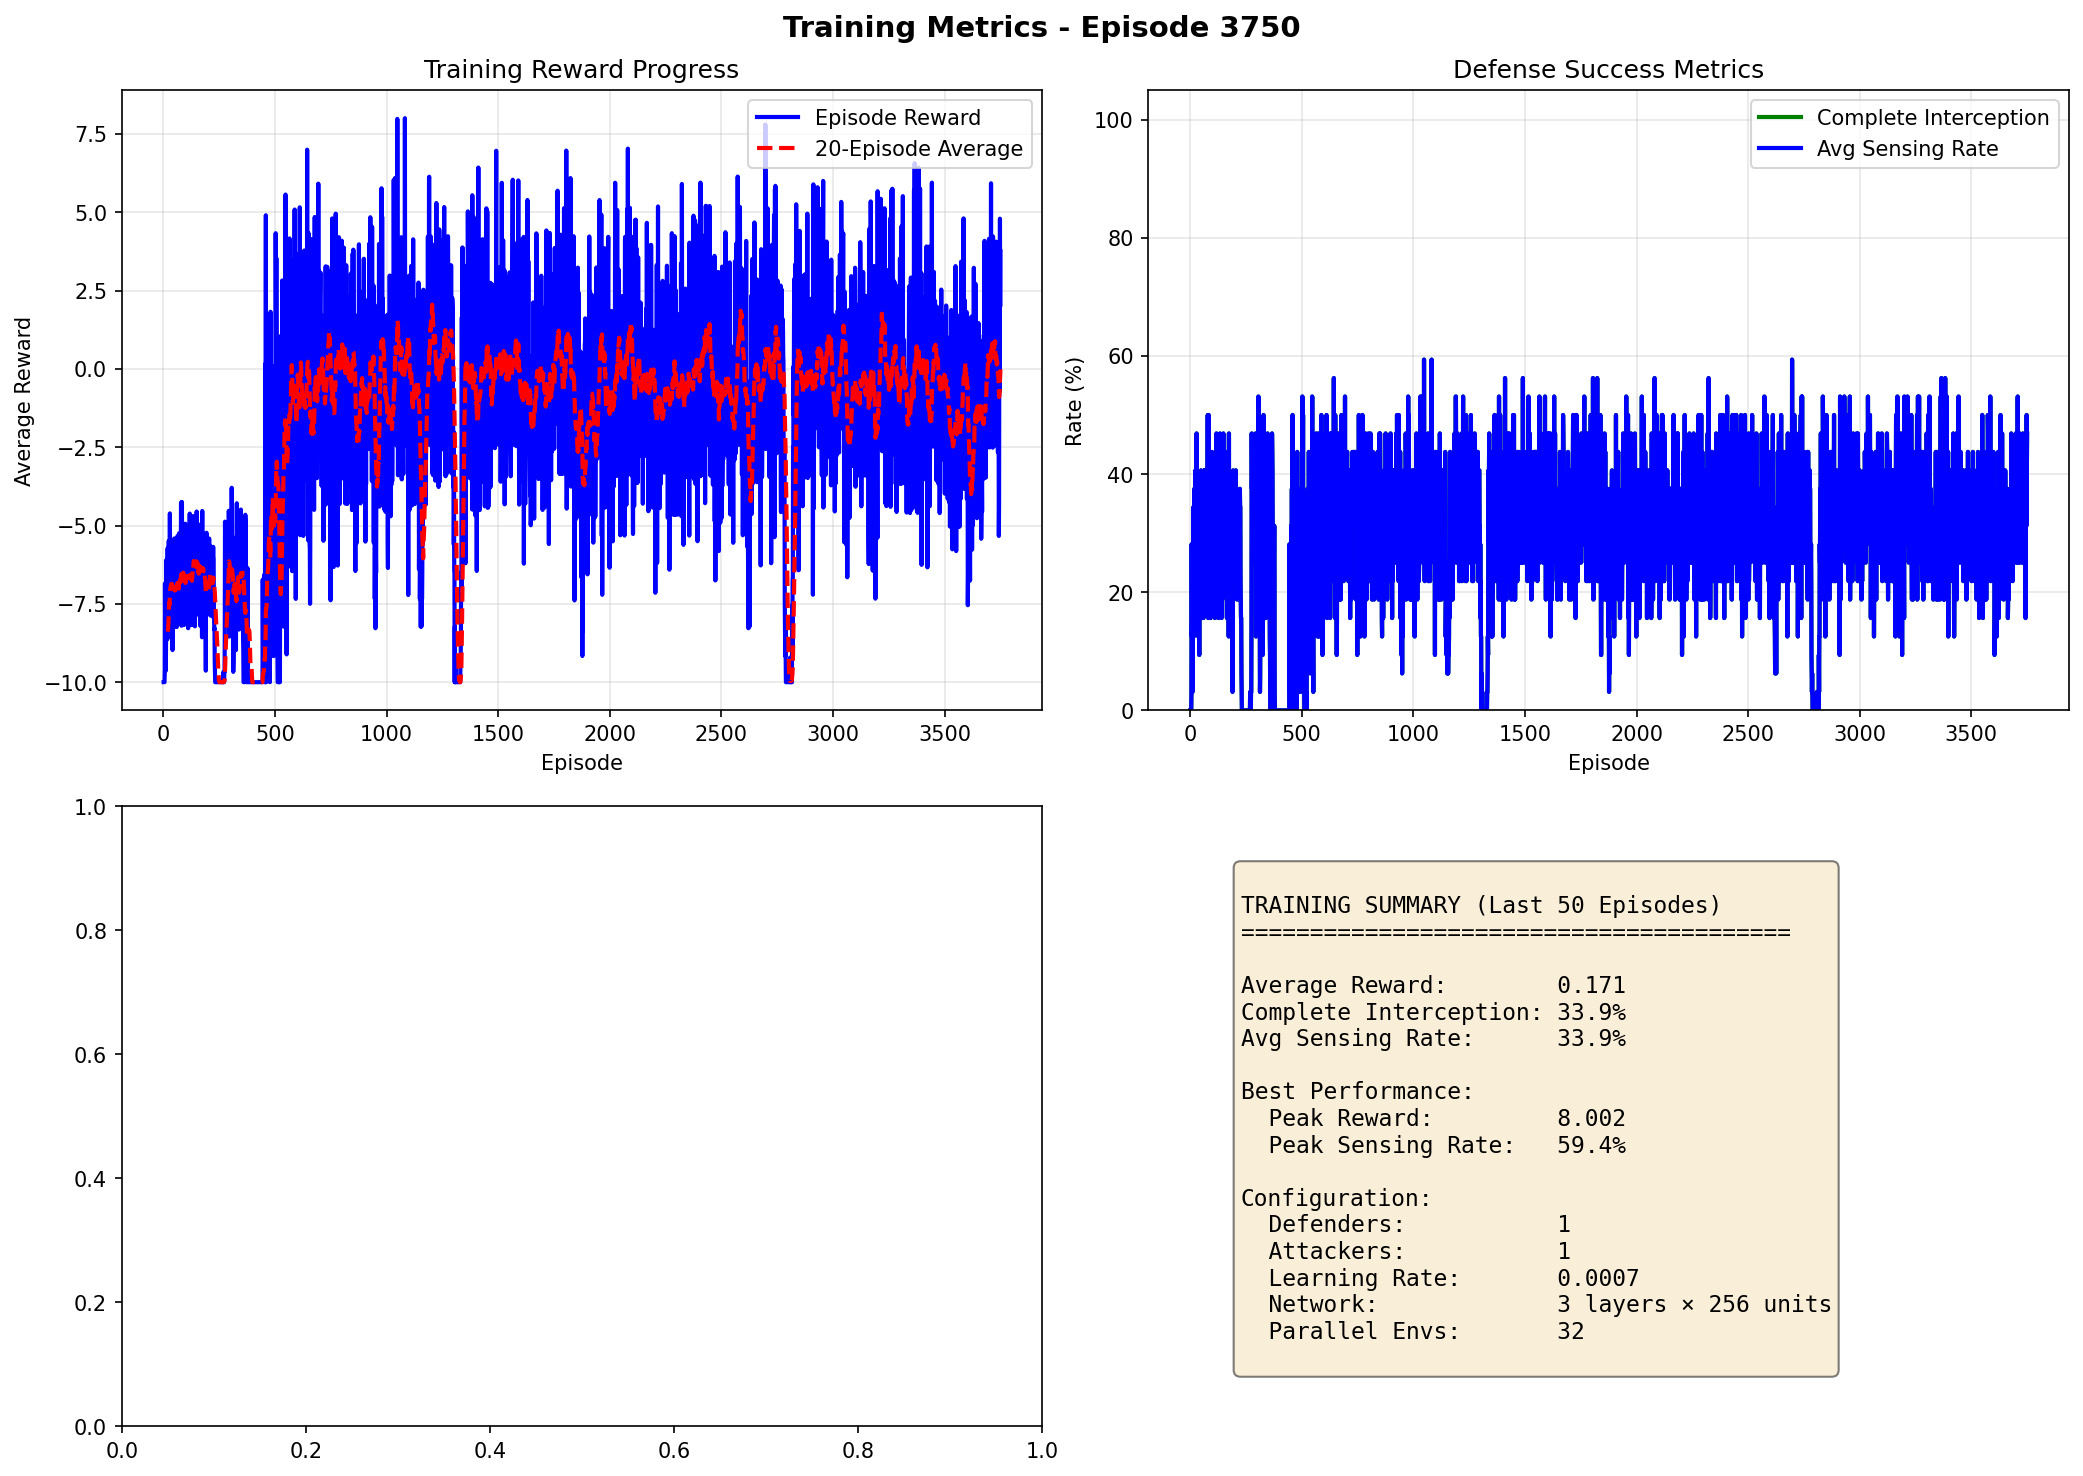 Training Metrics - Episode 3750
Training Reward Progress
Episode Reward
20-Episode Average
Average Reward
7.5
5.0
2.5
0.0
−2.5
−5.0
−7.5
−10.0
0 500 1000 1500 2000 2500 3000 3500
Episode
Defense Success Metrics
Complete Interception
Avg Sensing Rate
Rate (%)
100
80
60
40
20
0
0 500 1000 1500 2000 2500 3000 3500
Episode
1.0
0.8
0.6
0.4
0.2
0.0
0.0 0.2 0.4 0.6 0.8 1.0
TRAINING SUMMARY (Last 50 Episodes)
========================================
Average Reward: 0.171
Complete Interception: 33.9%
Avg Sensing Rate: 33.9%
Best Performance:
Peak Reward: 8.002
Peak Sensing Rate: 59.4%
Configuration:
Defenders: 1
Attackers: 1
Learning Rate: 0.0007
Network: 3 layers × 256 units
Parallel Envs: 32